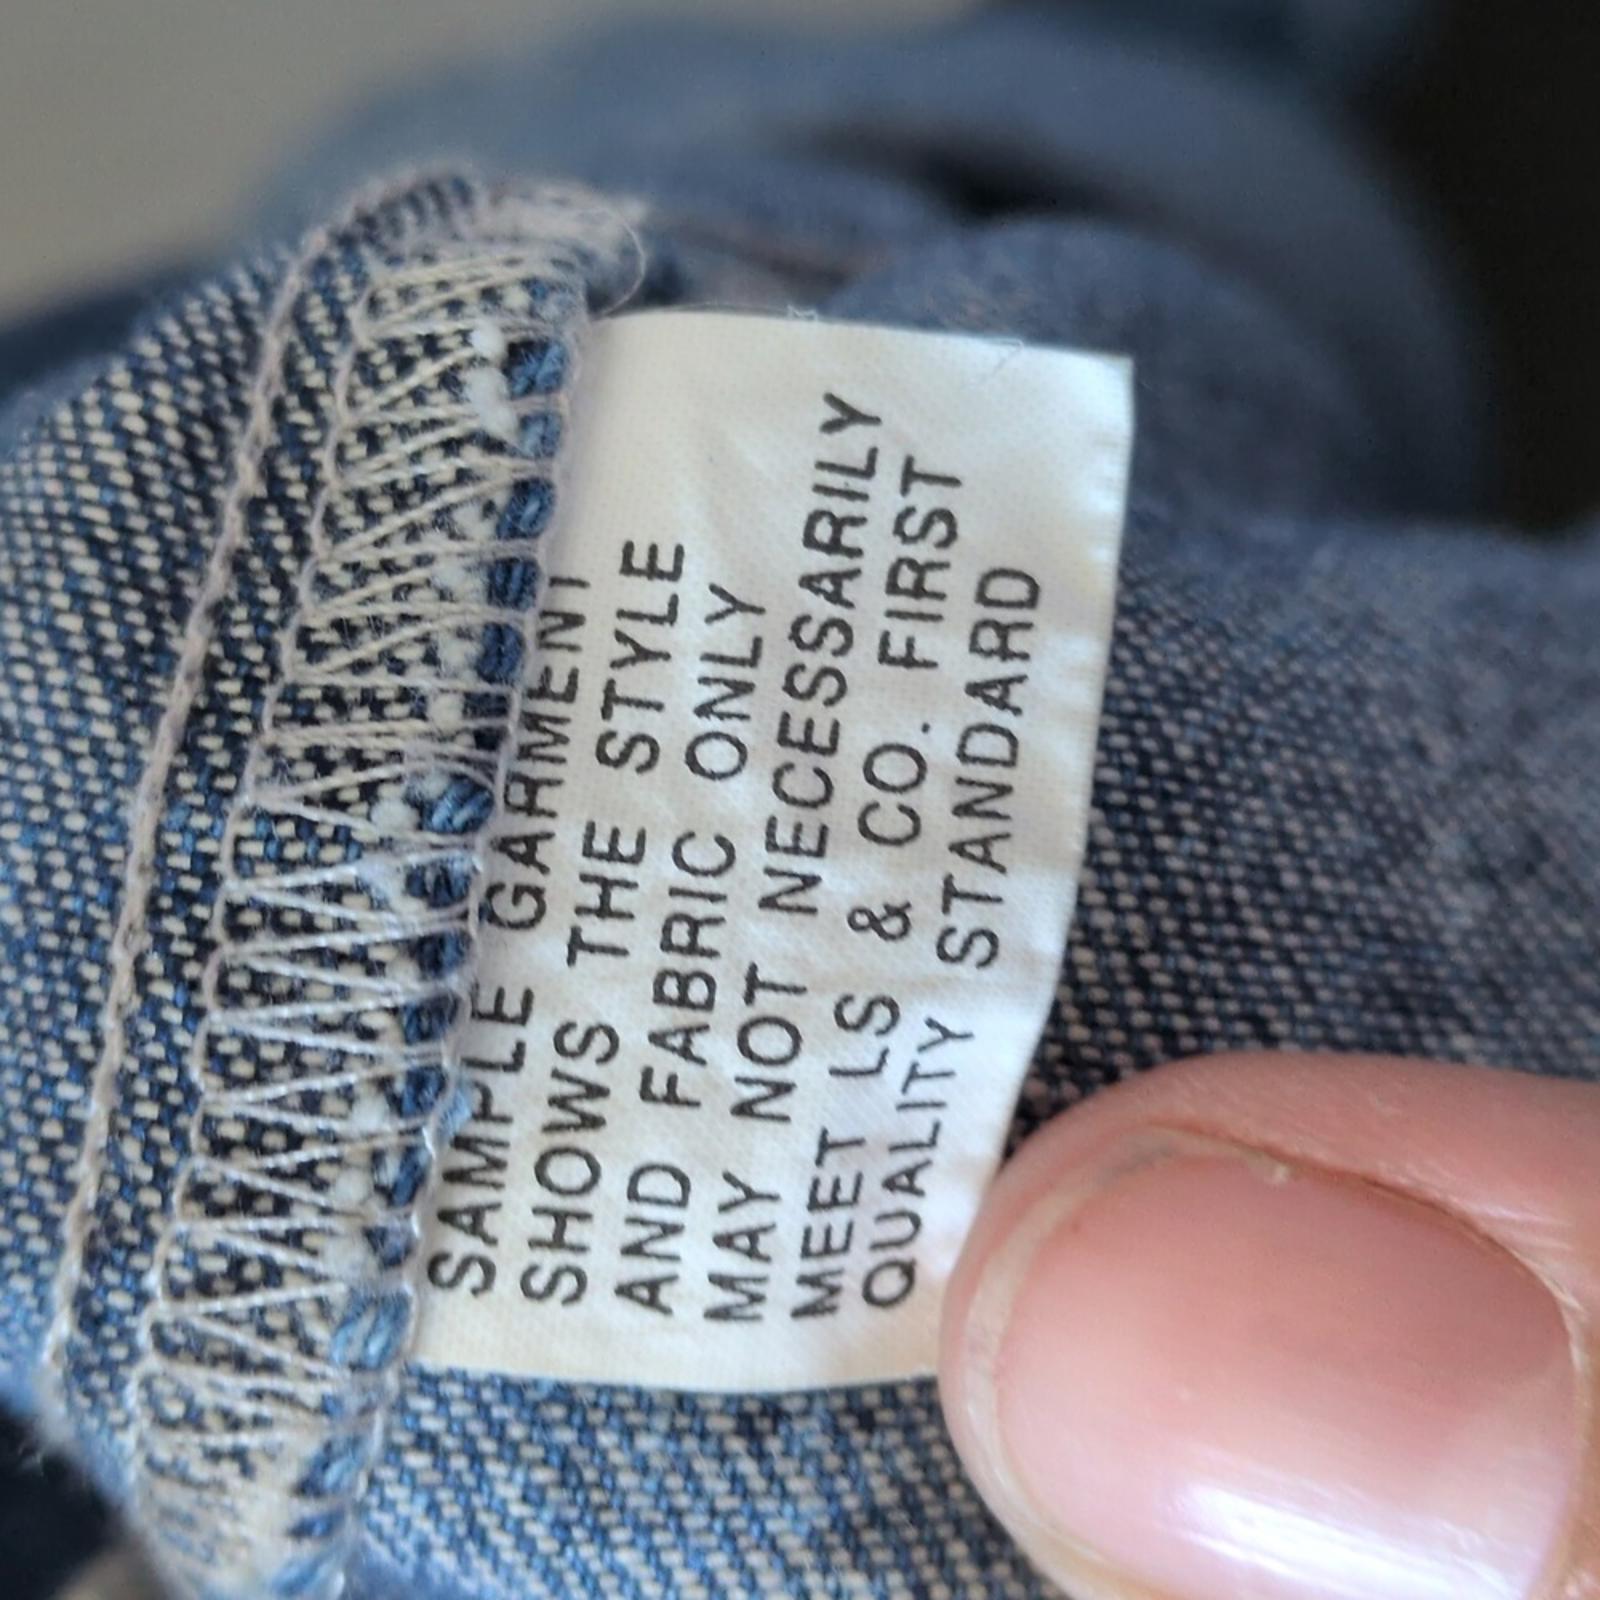 SAMPLE GARMENT
SHOWS THE STYLE
AND FABRIC ONLY
MAY NOT NECESSARILY
MEET LS & CO. FIRST
QUALITY STANDARD